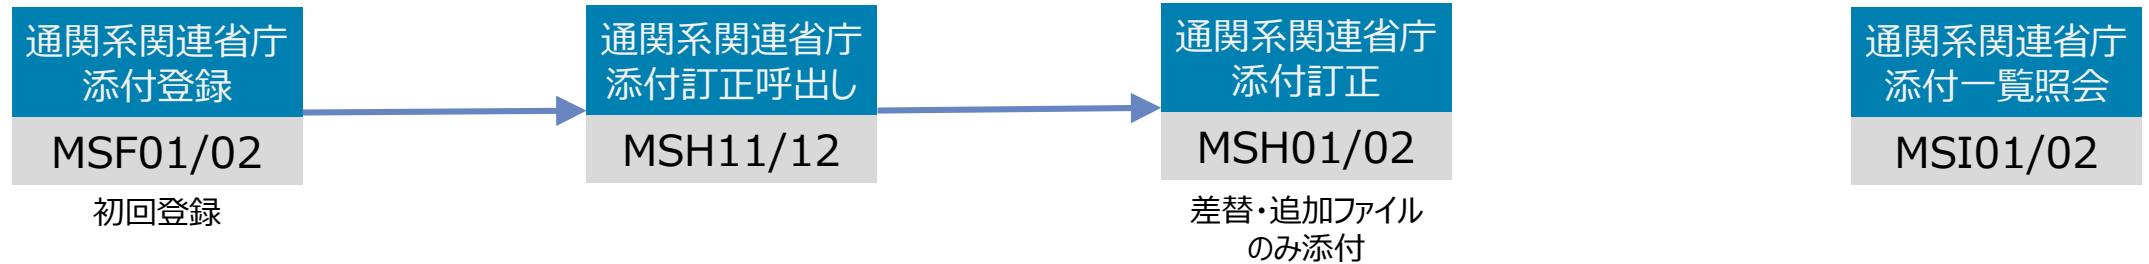 通関系関連省庁
添付登録
MSF01/02
初回登録
通関系関連省庁
添付訂正呼出し
MSH11/12
通関系関連省庁
添付訂正
MSH01/02
差替・追加ファイル
のみ添付
通関系関連省庁
添付一覧照会
MSI01/02